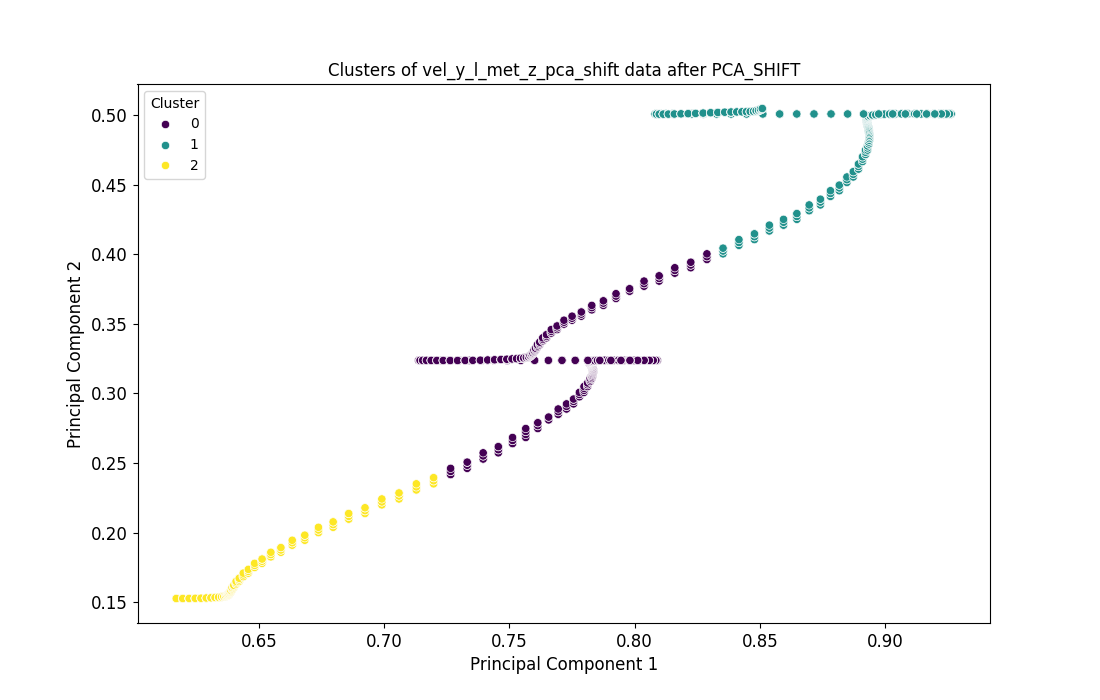 Clusters of vel_y_l_met_z_pca_shift data after PCA_SHIFT
Cluster
0
1
2
Principal Component 2
0.50
0.45
0.40
0.35
0.30
0.25
0.20
0.15
0.65 0.70 0.75 0.80 0.85 0.90
Principal Component 1